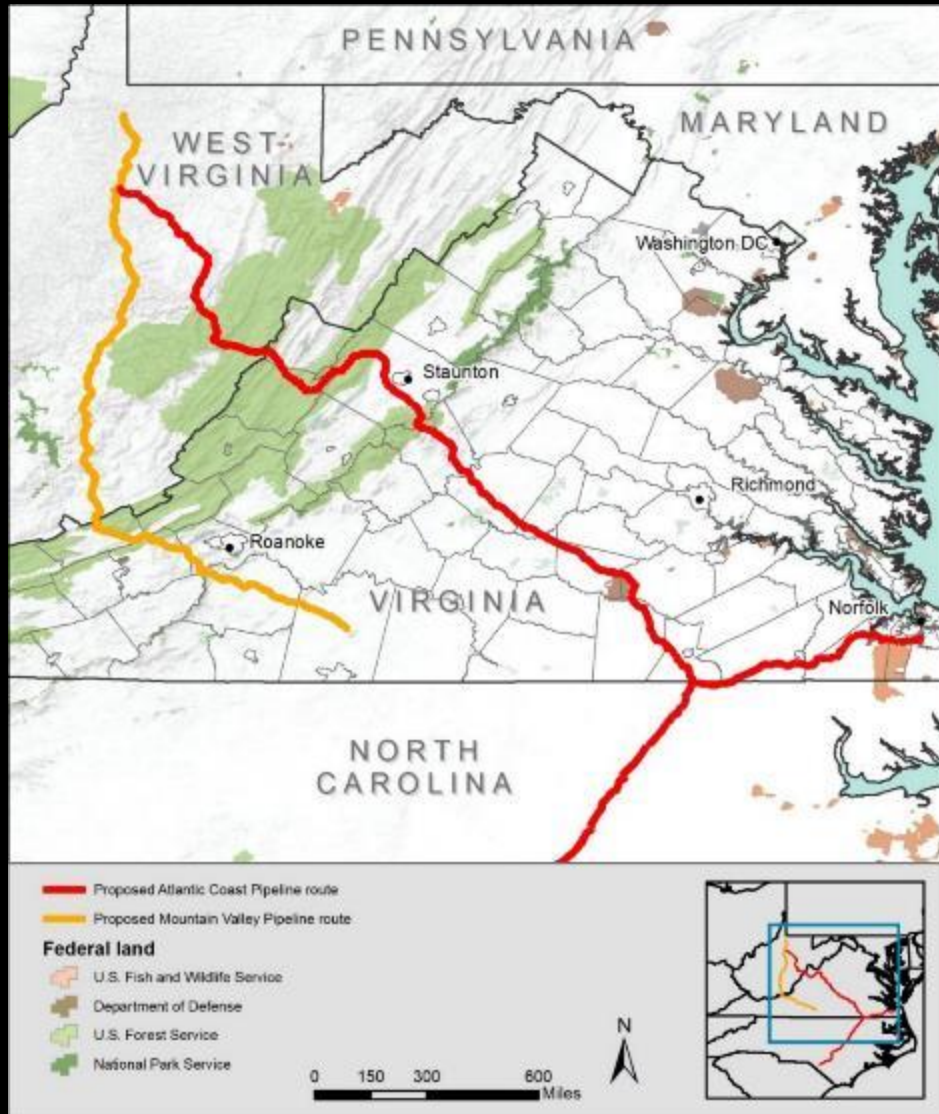 PENNSYLVANIA
WEST
VIRGINIA
MARYLAND
Washington DC
Staunton
Richmond
Roanoke
VIRGINIA
Norfolk
NORTH
CAROLINA
Proposed Atlantic Coast Pipeline route
Proposed Mountain Valley Pipeline route
Federal land
U.S. Fish and Wildlife Service
Department of Defense
U.S. Forest Service
National Park Service
N
0 150 300 600
Miles